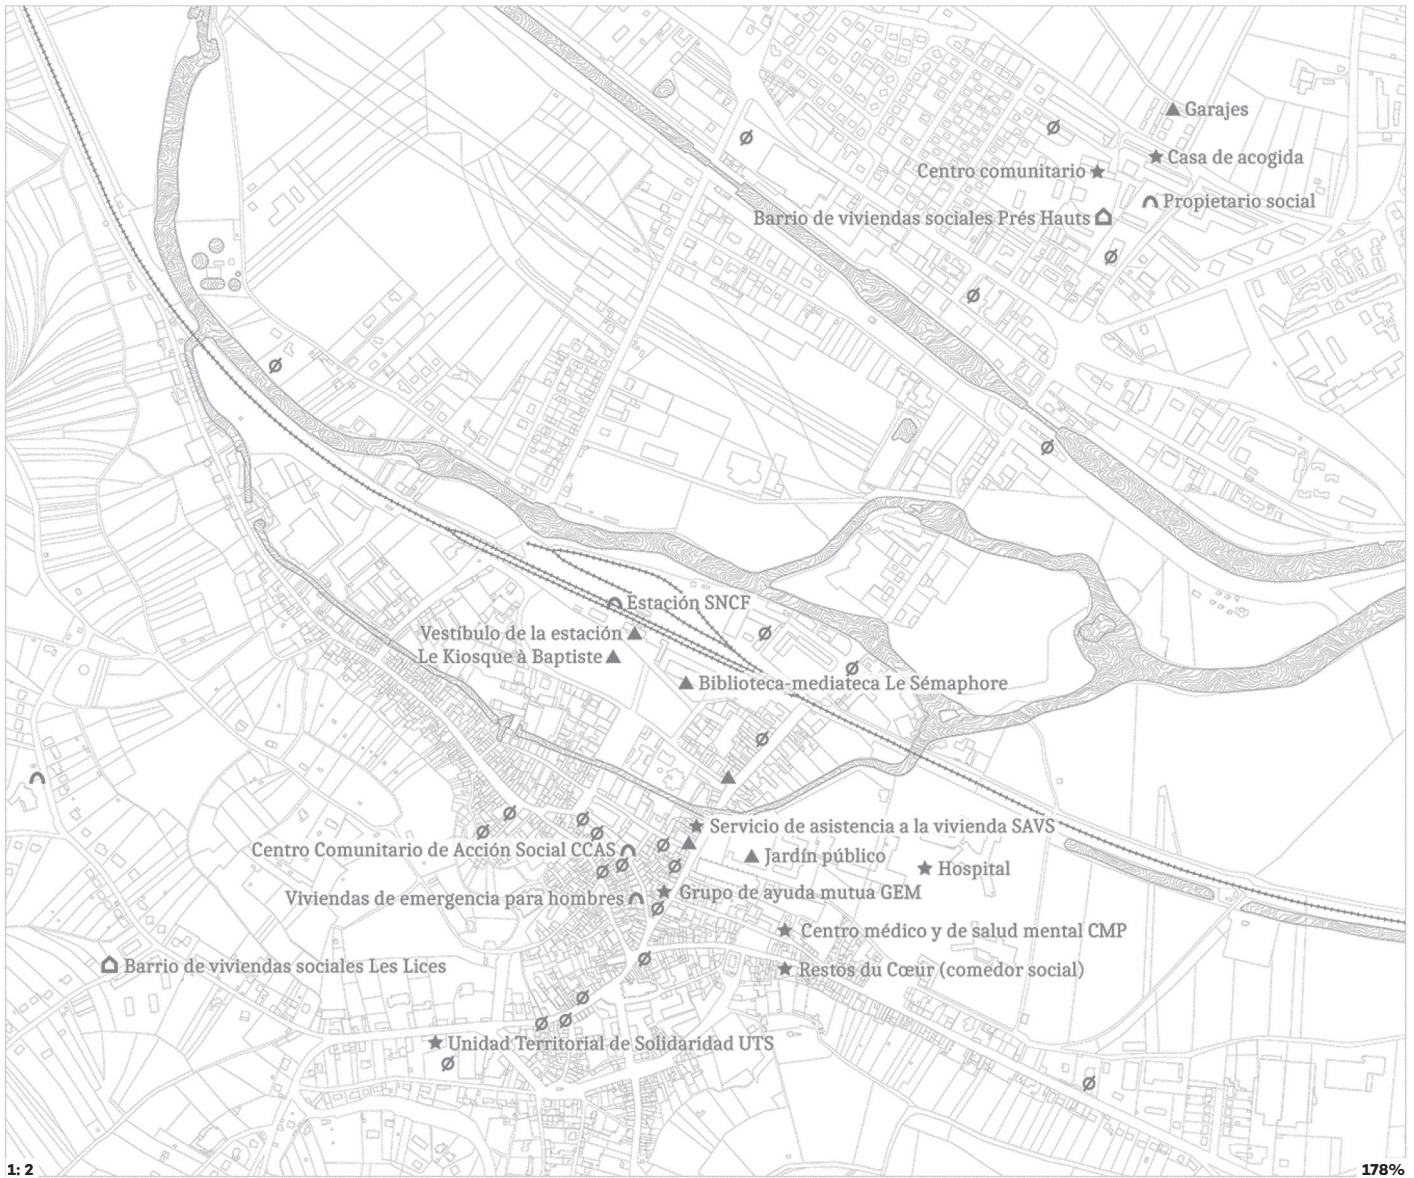 Garajes
Casa de acogida
Centro comunitario
Propietario social
Barrio de viviendas sociales Prés Hauts
Estación SNCF
Vestíbulo de la estación
Le Kiosque à Baptiste
Biblioteca-mediateca Le Sémaphore
Servicio de asistencia a la vivienda SAVS
Centro Comunitario de Acción Social CCAS
Jardín público
Hospital
Grupo de ayuda mutua GEM
Viviendas de emergencia para hombres
Centro médico y de salud mental CMP
Barrio de viviendas sociales Les Lices
Restos du Cœur (comedor social)
Unidad Territorial de Solidaridad UTS
1: 2
178%